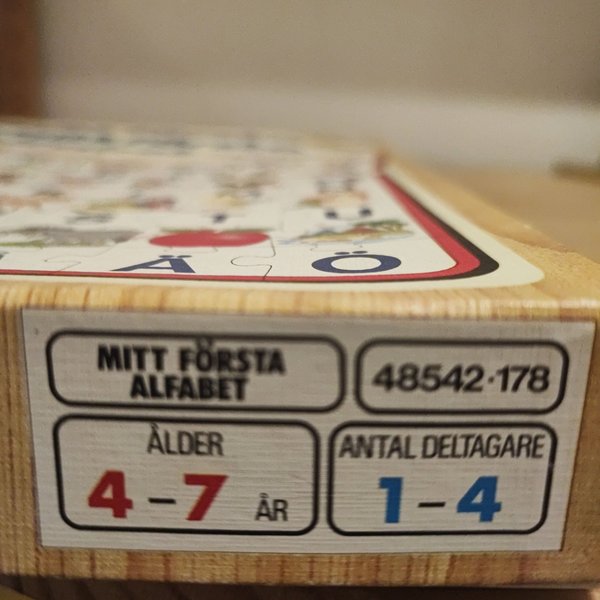 Ä Ö
MITT FÖRSTA
ALFABET
48542·178
ÅLDER
4–7 ÅR
ANTAL DELTAGARE
1–4